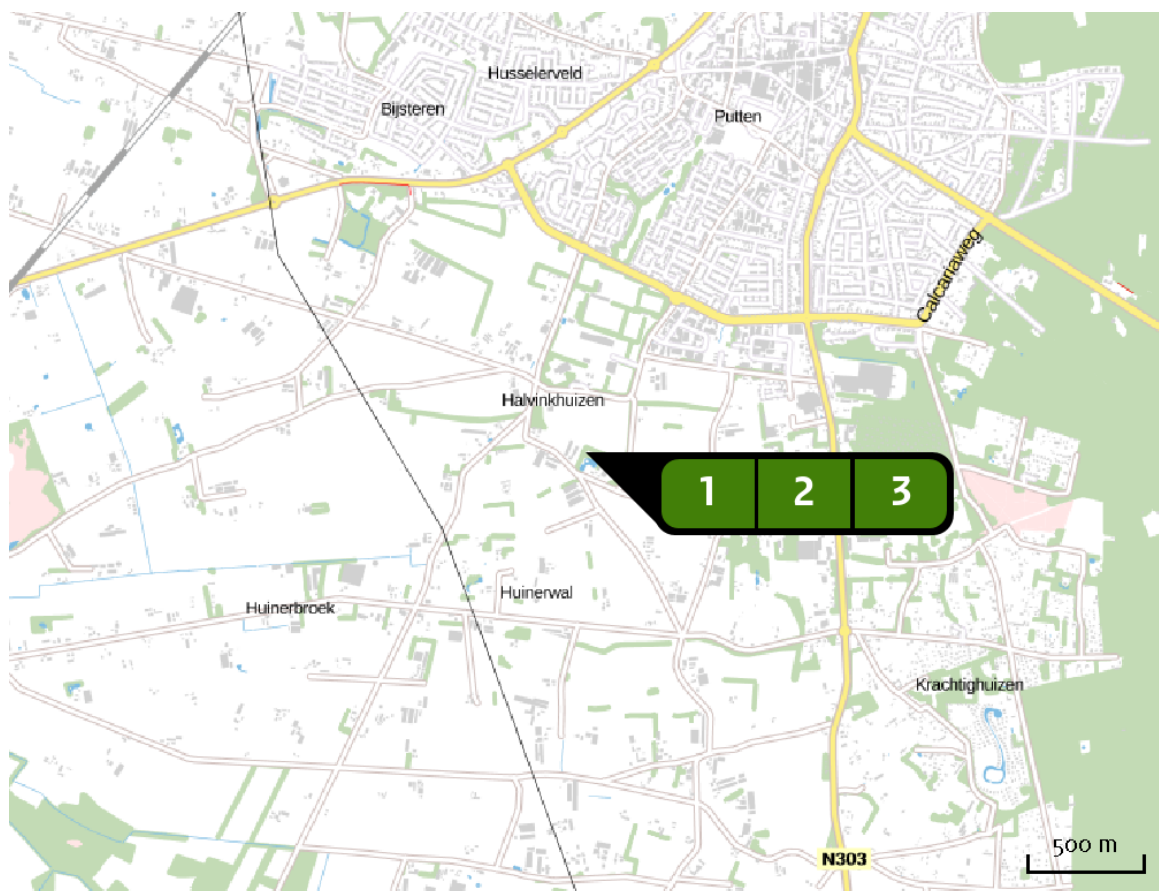 Husselerveld
Bijsteren
Putten
Calcariaweg
Halvinkhuizen
1 2 3
Huinerwal
Huinerbroek
Krachtighuizen
500 m
N303